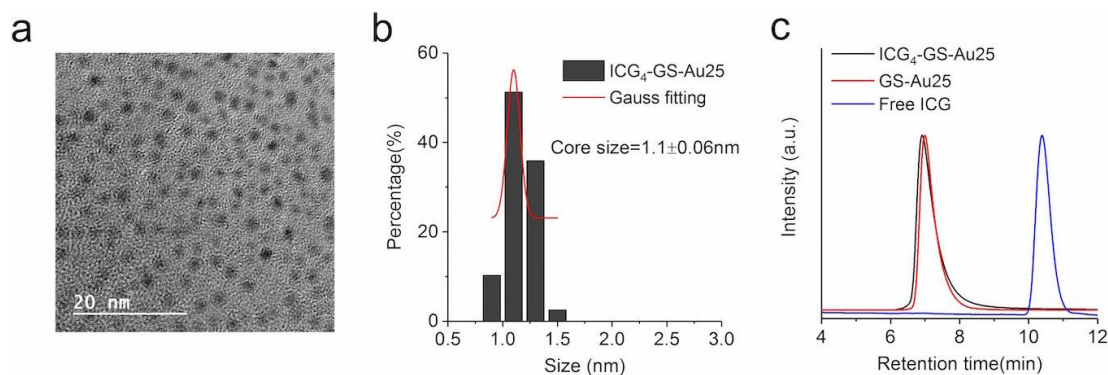 a
20 nm
b
60
40
20
0
Percentage(%)
ICG₄-GS-Au25
Gauss fitting
Core size=1.1±0.06nm
0.5 1.0 1.5 2.0 2.5 3.0
Size (nm)
c
ICG₄-GS-Au25
GS-Au25
Free ICG
Intensity (a.u.)
4 6 8 10 12
Retention time(min)